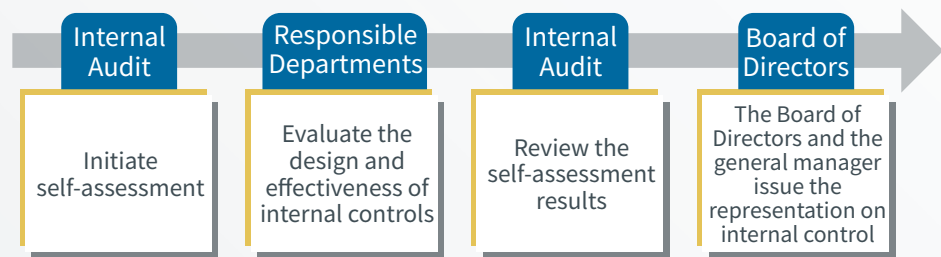 Internal
Audit
Initiate
self-assessment
Responsible
Departments
Evaluate the
design and
effectiveness of
internal controls
Internal
Audit
Review the
self-assessment
results
Board of
Directors
The Board of
Directors and the
general manager
issue the
representation on
internal control